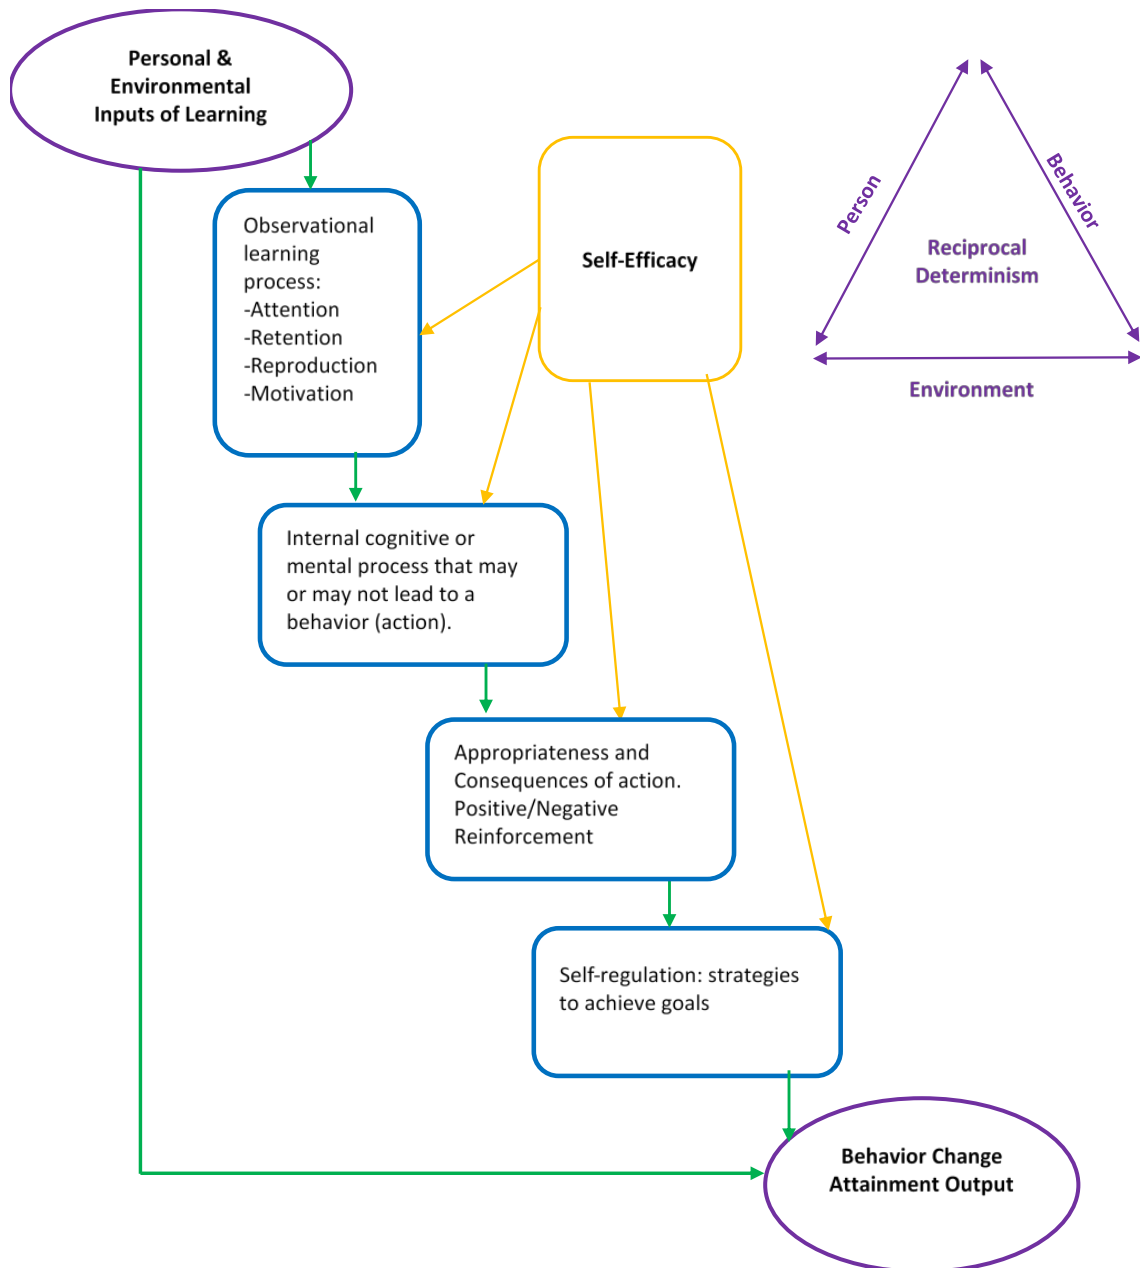 Personal &
Environmental
Inputs of Learning
Observational
learning
process:
-Attention
-Retention
-Reproduction
-Motivation
Self-Efficacy
Person
Behavior
Reciprocal
Determinism
Environment
Internal cognitive or
mental process that may
or may not lead to a
behavior (action).
Appropriateness and
Consequences of action.
Positive/Negative
Reinforcement
Self-regulation: strategies
to achieve goals
Behavior Change
Attainment Output